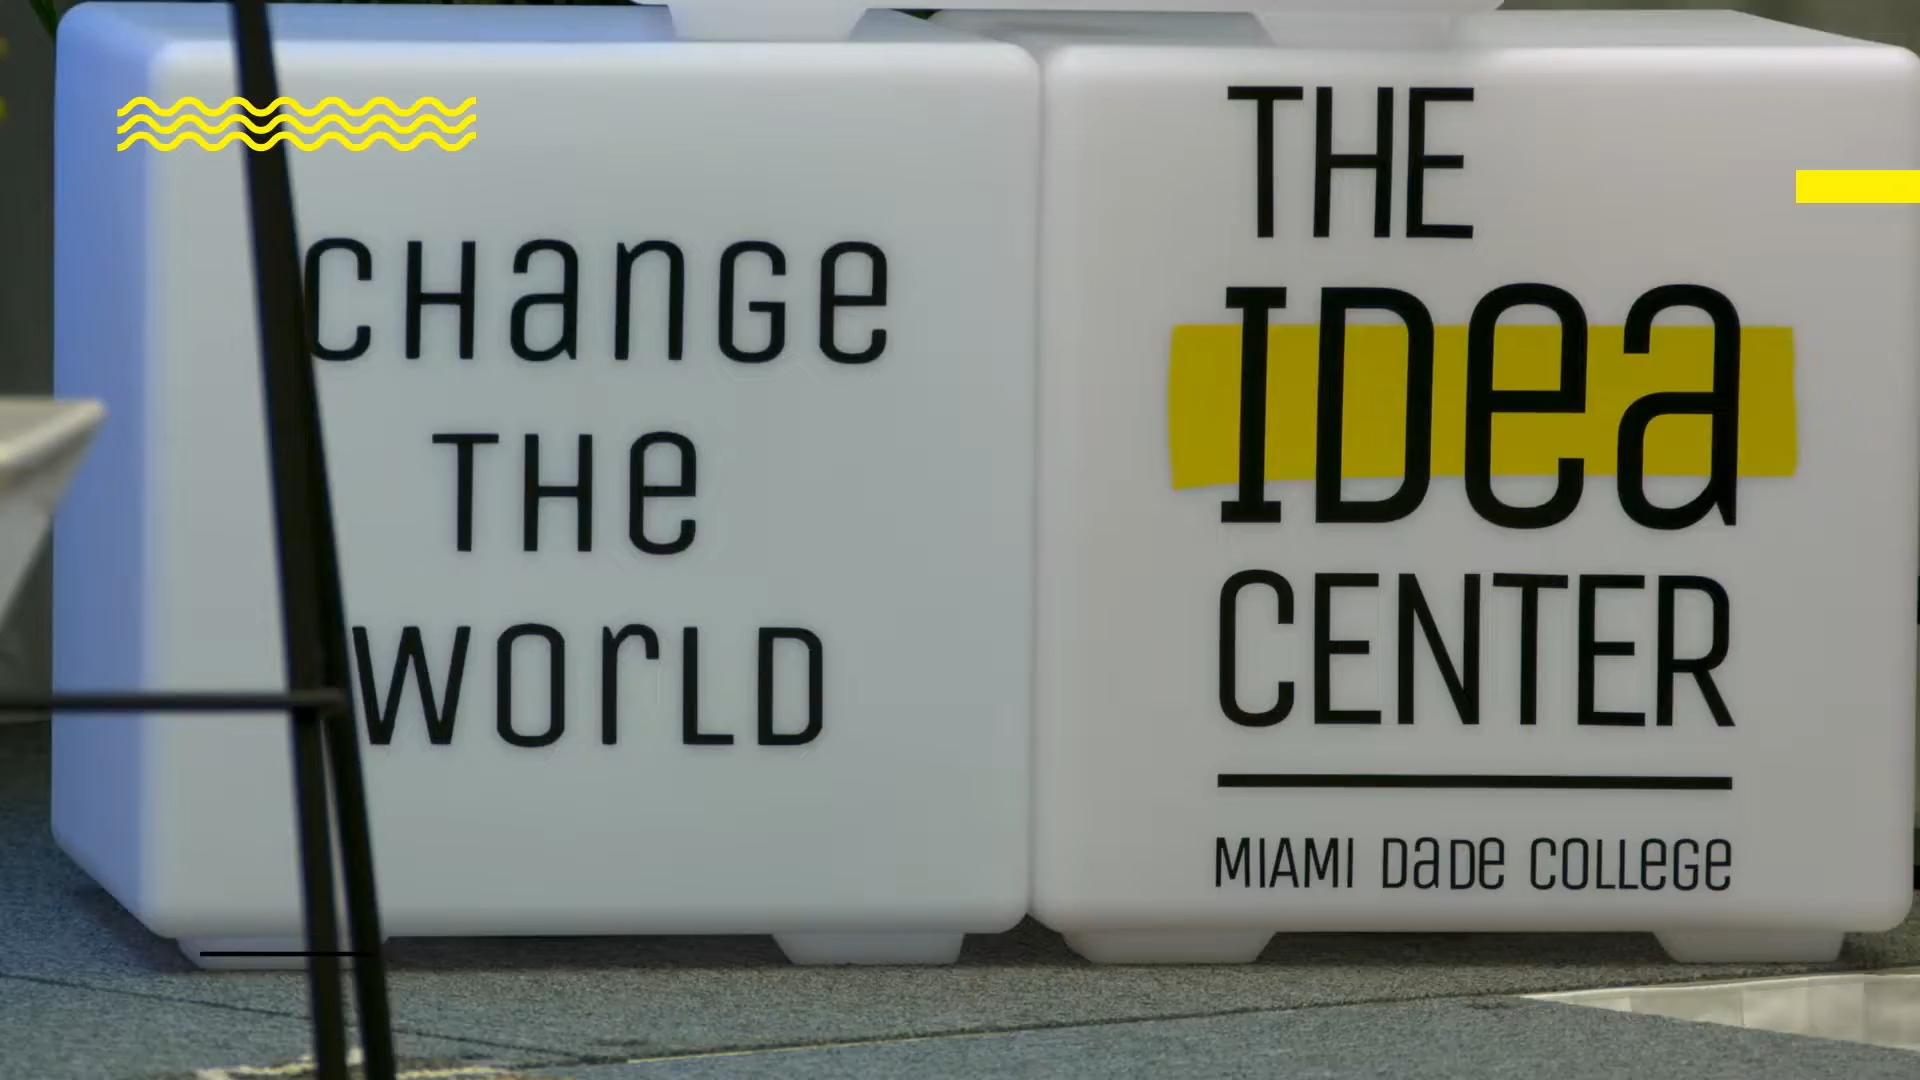 CHANGE
THE
WORLD
THE
IDEA
CENTER
MIAMI DADE COLLEGE